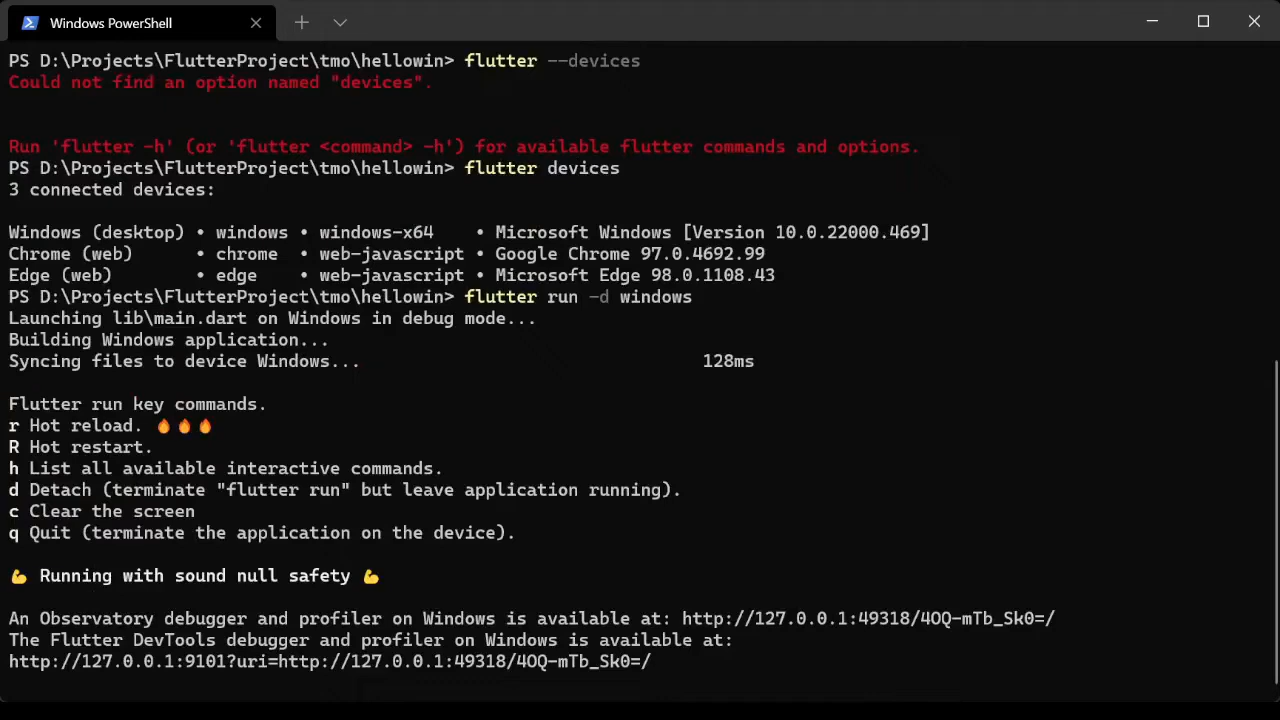 Windows PowerShell
PS D:\Projects\FlutterProject\tmo\hellowin> flutter --devices
Could not find an option named "devices".
Run 'flutter -h' (or 'flutter <command> -h') for available flutter commands and options.
PS D:\Projects\FlutterProject\tmo\hellowin> flutter devices
3 connected devices:
Windows (desktop) • windows • windows-x64    • Microsoft Windows [Version 10.0.22000.469]
Chrome (web)      • chrome  • web-javascript • Google Chrome 97.0.4692.99
Edge (web)        • edge    • web-javascript • Microsoft Edge 98.0.1108.43
PS D:\Projects\FlutterProject\tmo\hellowin> flutter run -d windows
Launching lib\main.dart on Windows in debug mode...
Building Windows application...
Syncing files to device Windows...                                 128ms
Flutter run key commands.
r Hot reload. 🔥🔥🔥
R Hot restart.
h List all available interactive commands.
d Detach (terminate "flutter run" but leave application running).
c Clear the screen
q Quit (terminate the application on the device).
💪 Running with sound null safety 💪
An Observatory debugger and profiler on Windows is available at: http://127.0.0.1:49318/4OQ-mTb_Sk0=/
The Flutter DevTools debugger and profiler on Windows is available at:
http://127.0.0.1:9101?uri=http://127.0.0.1:49318/4OQ-mTb_Sk0=/